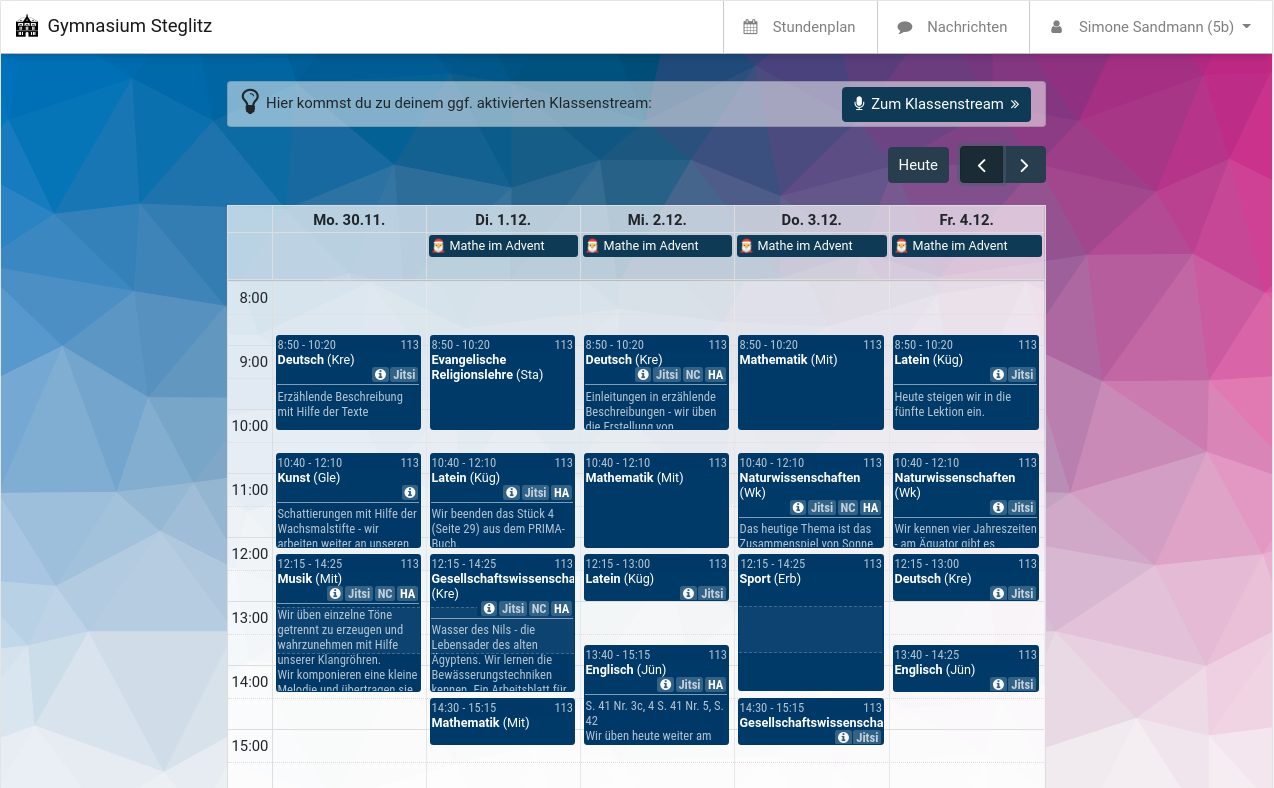 Gymnasium Steglitz
Stundenplan
Nachrichten
Simone Sandmann (5b)
Hier kommst du zu deinem ggf. aktivierten Klassenstream:
Zum Klassenstream »
Heute
Mo. 30.11.
Di. 1.12.
Mi. 2.12.
Do. 3.12.
Fr. 4.12.
Mathe im Advent
Mathe im Advent
Mathe im Advent
Mathe im Advent
8:00
9:00
10:00
11:00
12:00
13:00
14:00
15:00
8:50 - 10:20 113
Deutsch (Kre)
Jitsi
Erzählende Beschreibung
mit Hilfe der Texte
10:40 - 12:10 113
Kunst (Gle)
Schattierungen mit Hilfe der
Wachsmalstifte - wir
arbeiten weiter an unseren
12:15 - 14:25 113
Musik (Mit)
Jitsi NC HA
Wir üben einzelne Töne
getrennt zu erzeugen und
wahrzunehmen mit Hilfe
unserer Klangröhren.
Wir komponieren eine kleine
Melodie und übertragen sie
8:50 - 10:20 113
Evangelische
Religionslehre (Sta)
10:40 - 12:10 113
Latein (Küg)
Jitsi HA
Wir beenden das Stück 4
(Seite 29) aus dem PRIMA-
Buch.
12:15 - 14:25 113
Gesellschaftswissenscha
(Kre)
Jitsi NC HA
Wasser des Nils - die
Lebensader des alten
Ägyptens. Wir lernen die
Bewässerungstechniken
kennen. Ein Arbeitsblatt für
14:30 - 15:15 113
Mathematik (Mit)
8:50 - 10:20 113
Deutsch (Kre)
Jitsi NC HA
Einleitungen in erzählende
Beschreibungen - wir üben
die Erstellung von
10:40 - 12:10 113
Mathematik (Mit)
12:15 - 13:00 113
Latein (Küg)
Jitsi
13:40 - 15:15 113
Englisch (Jün)
Jitsi HA
S. 41 Nr. 3c, 4 S. 41 Nr. 5, S.
42
Wir üben heute weiter am
8:50 - 10:20 113
Mathematik (Mit)
10:40 - 12:10 113
Naturwissenschaften
(Wk)
Jitsi NC HA
Das heutige Thema ist das
Zusammenspiel von Sonne
12:15 - 14:25 113
Sport (Erb)
14:30 - 15:15 113
Gesellschaftswissenscha
Jitsi
8:50 - 10:20 113
Latein (Küg)
Jitsi
Heute steigen wir in die
fünfte Lektion ein.
10:40 - 12:10 113
Naturwissenschaften
(Wk)
Jitsi
Wir kennen vier Jahreszeiten
- am Äquator gibt es
12:15 - 13:00 113
Deutsch (Kre)
Jitsi
13:40 - 14:25 113
Englisch (Jün)
Jitsi